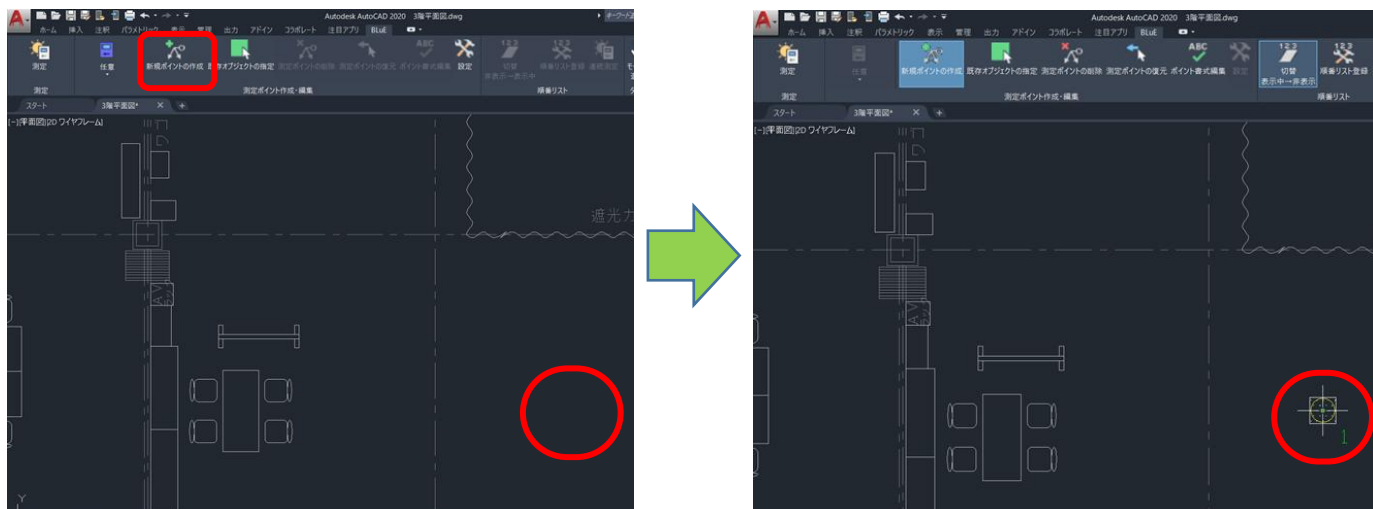 Autodesk AutoCAD 2020 3階平面図.dwg
ホーム 挿入 注釈 パラメトリック 表示 管理 出力 アドイン コラボレート 注目アプリ BLuE
測定 任意 新規ポイントの作成 既存オブジェクトの指定 測定ポイントの削除 測定ポイントの復元 ポイント書式編集 設定 切替 順番リスト登録 連続測定
非表示→表示中
測定 測定ポイント作成・編集 順番リスト
スタート 3階平面図* × +
[-][平面図][2D ワイヤフレーム]
遮光カ
AV
Y
Autodesk AutoCAD 2020 3階平面図.dwg
ホーム 挿入 注釈 パラメトリック 表示 管理 出力 アドイン コラボレート 注目アプリ BLuE
測定 任意 新規ポイントの作成 既存オブジェクトの指定 測定ポイントの削除 測定ポイントの復元 ポイント書式編集 設定 切替 順番リスト登録
表示中→非表示
測定 測定ポイント作成・編集 順番リスト
スタート 3階平面図* × +
[-][平面図][2D ワイヤフレーム]
AV
1